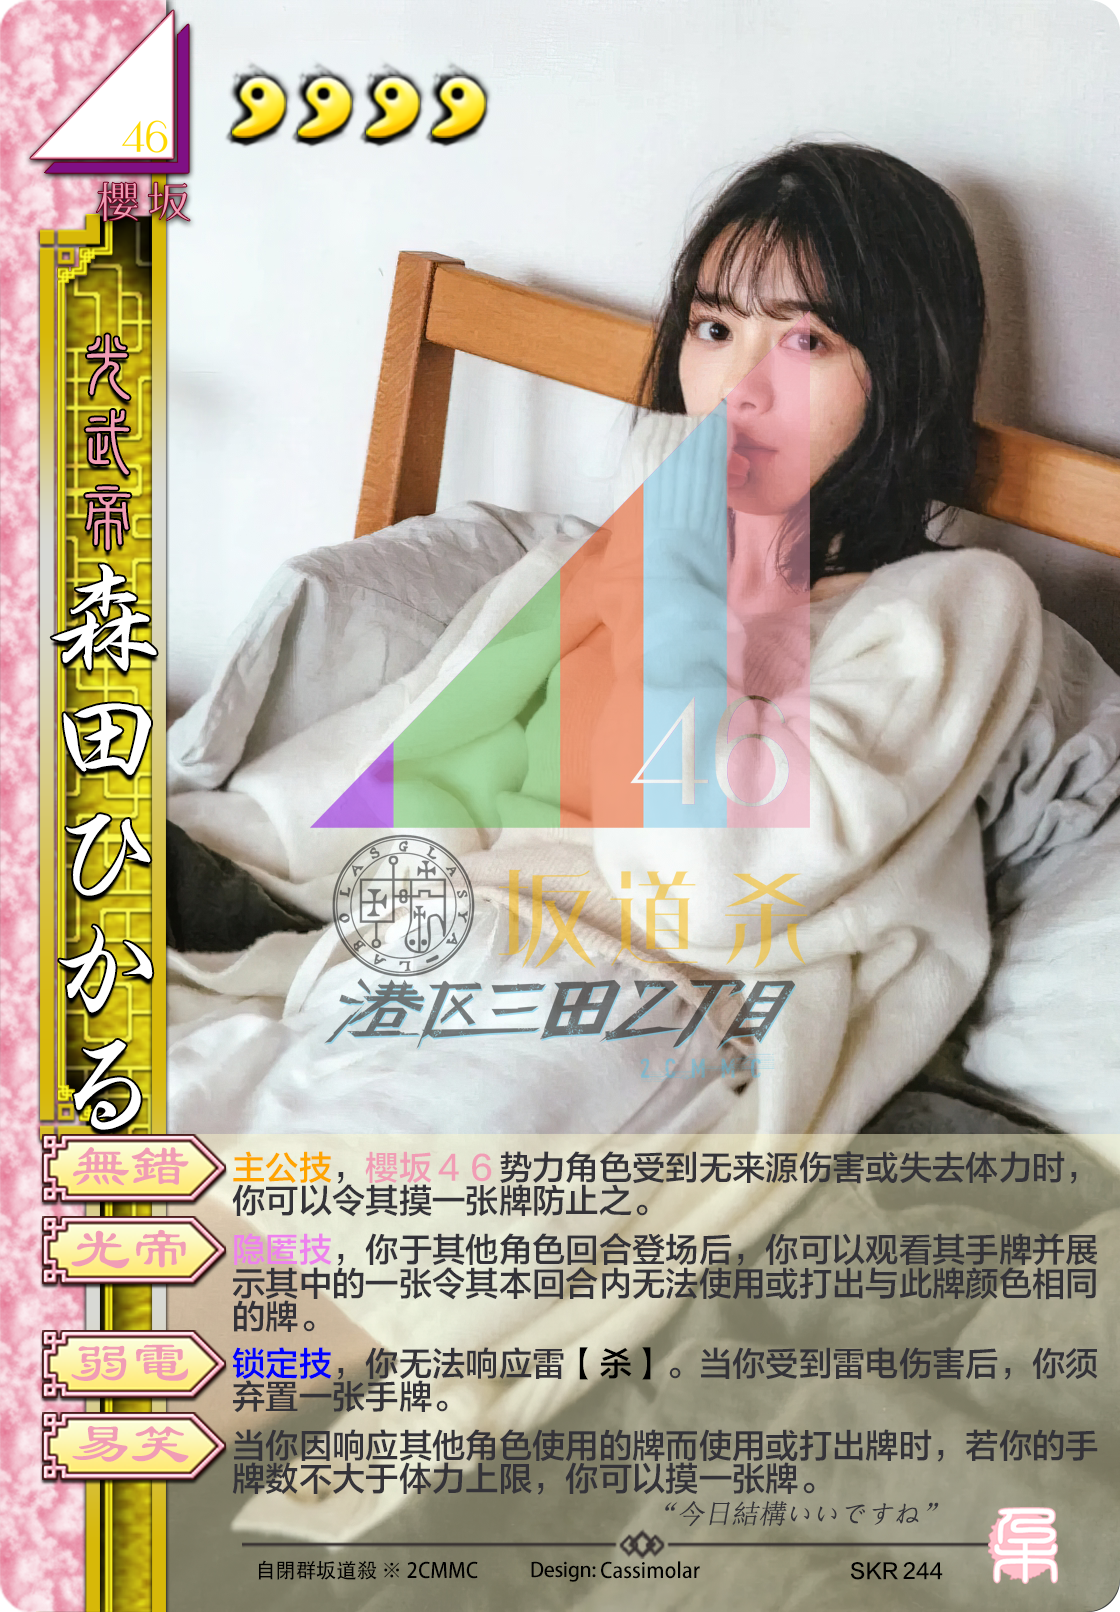 46
櫻坂
光武帝
森田ひかる
46
GLASYA-LABOLAS
坂道杀
港区三田2丁目
2CMMC
無錯
主公技，櫻坂４６势力角色受到无来源伤害或失去体力时，
你可以令其摸一张牌防止之。
光帝
隐匿技，你于其他角色回合登场后，你可以观看其手牌并展
示其中的一张令其本回合内无法使用或打出与此牌颜色相同
的牌。
弱電
锁定技，你无法响应雷【杀】。当你受到雷电伤害后，你须
弃置一张手牌。
易笑
当你因响应其他角色使用的牌而使用或打出牌时，若你的手
牌数不大于体力上限，你可以摸一张牌。
“今日結構いいですね”
自閉群坂道殺 ※ 2CMMC
Design: Cassimolar
SKR 244